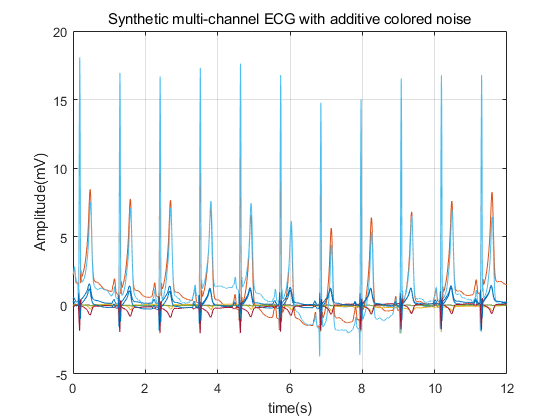 Synthetic multi-channel ECG with additive colored noise
20
15
10
5
0
-5
Amplitude(mV)
0 2 4 6 8 10 12
time(s)